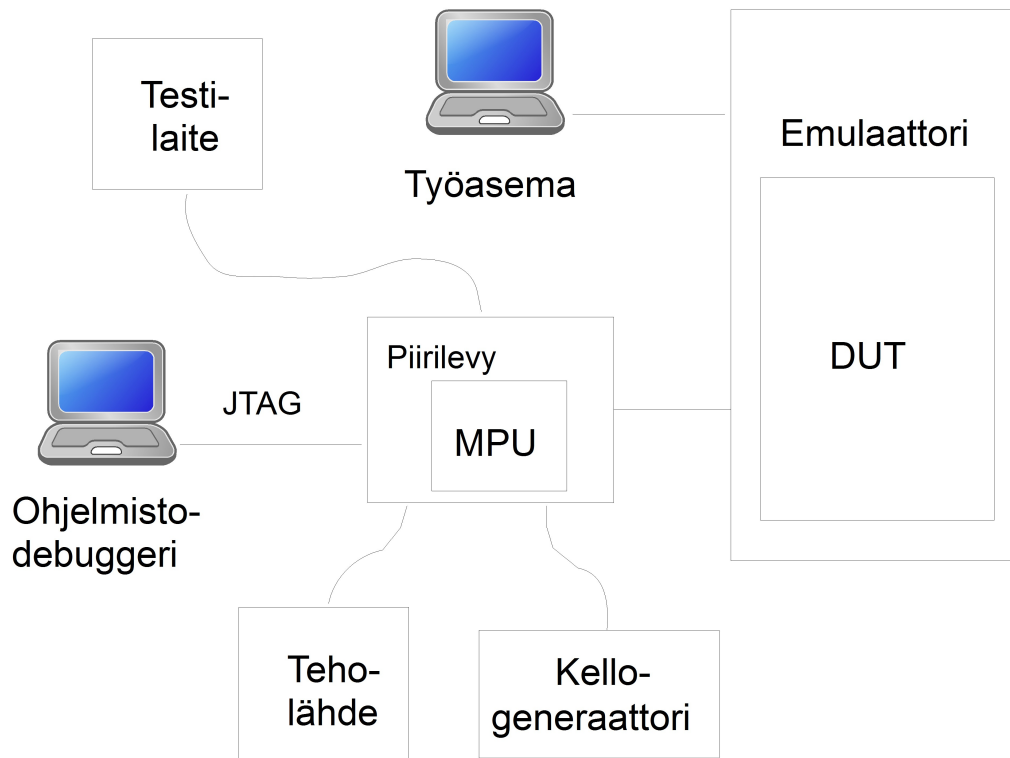 Testi-
laite
Työasema
Emulaattori
DUT
Piirilevy
MPU
JTAG
Ohjelmisto-
debuggeri
Teho-
lähde
Kello-
generaattori